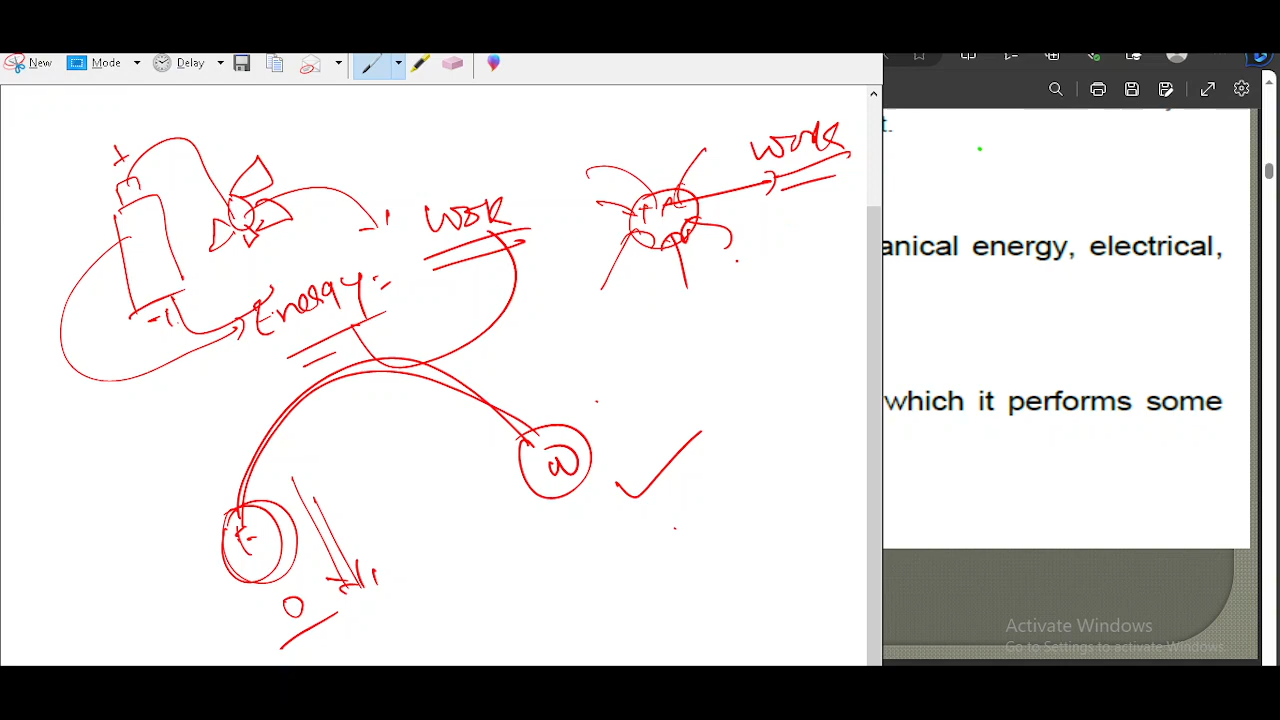 New Mode Delay
+ work
work
Energy:
t.
anical energy, electrical,
which it performs some
0
Activate Windows
Go to Settings to activate Windows.